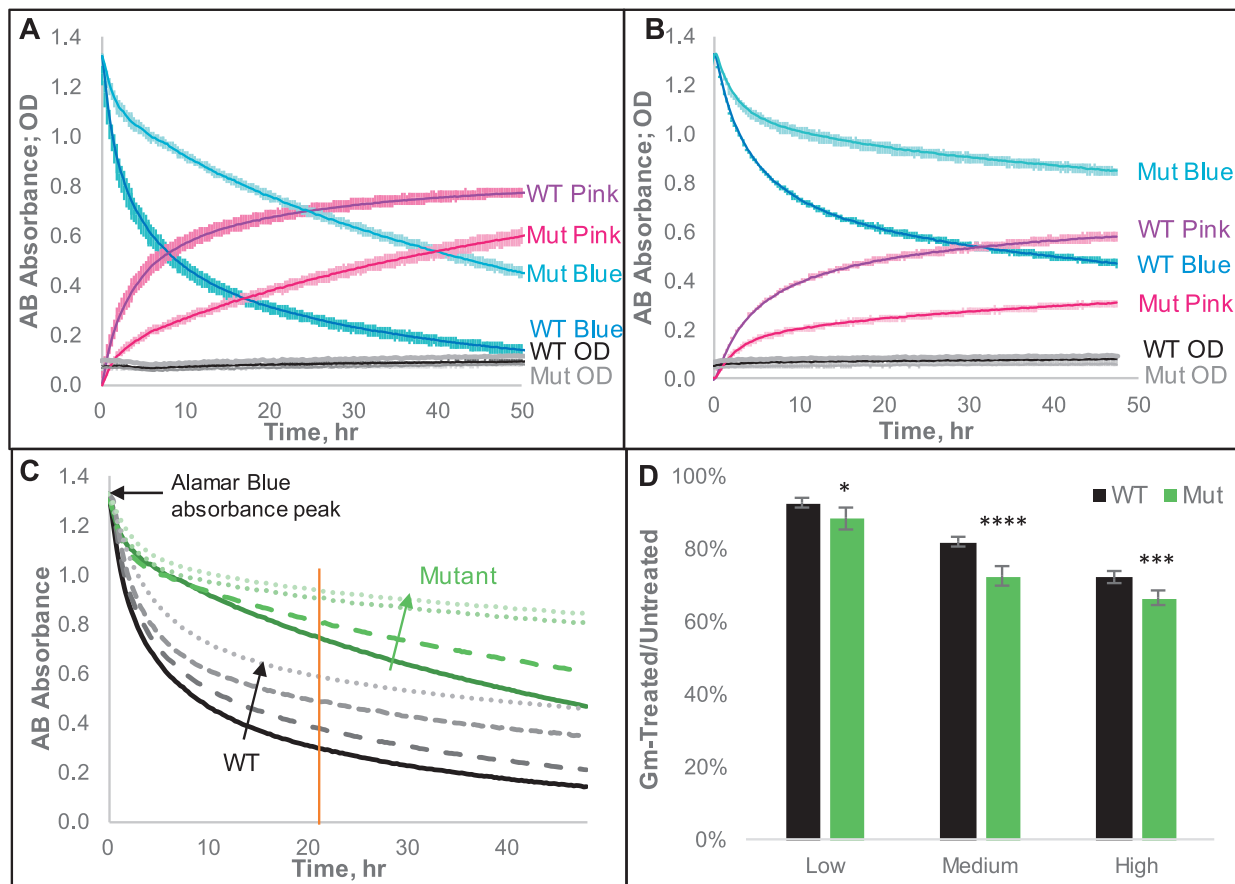 A
AB Absorbance; OD
1.4
1.2
1.0
0.8
0.6
0.4
0.2
0.0
0
10
20
30
40
50
Time, hr
WT Pink
Mut Pink
Mut Blue
WT Blue
WT OD
Mut OD
B
AB Absorbance; OD
1.4
1.2
1.0
0.8
0.6
0.4
0.2
0.0
0
10
20
30
40
50
Time, hr
Mut Blue
WT Pink
WT Blue
Mut Pink
WT OD
Mut OD
C
AB Absorbance
1.4
1.2
1.0
0.8
0.6
0.4
0.2
0.0
0
10
20
30
40
Time, hr
Alamar Blue
absorbance peak
Mutant
WT
D
Gm-Treated/Untreated
100%
80%
60%
40%
20%
0%
WT
Mut
*
****
***
Low
Medium
High